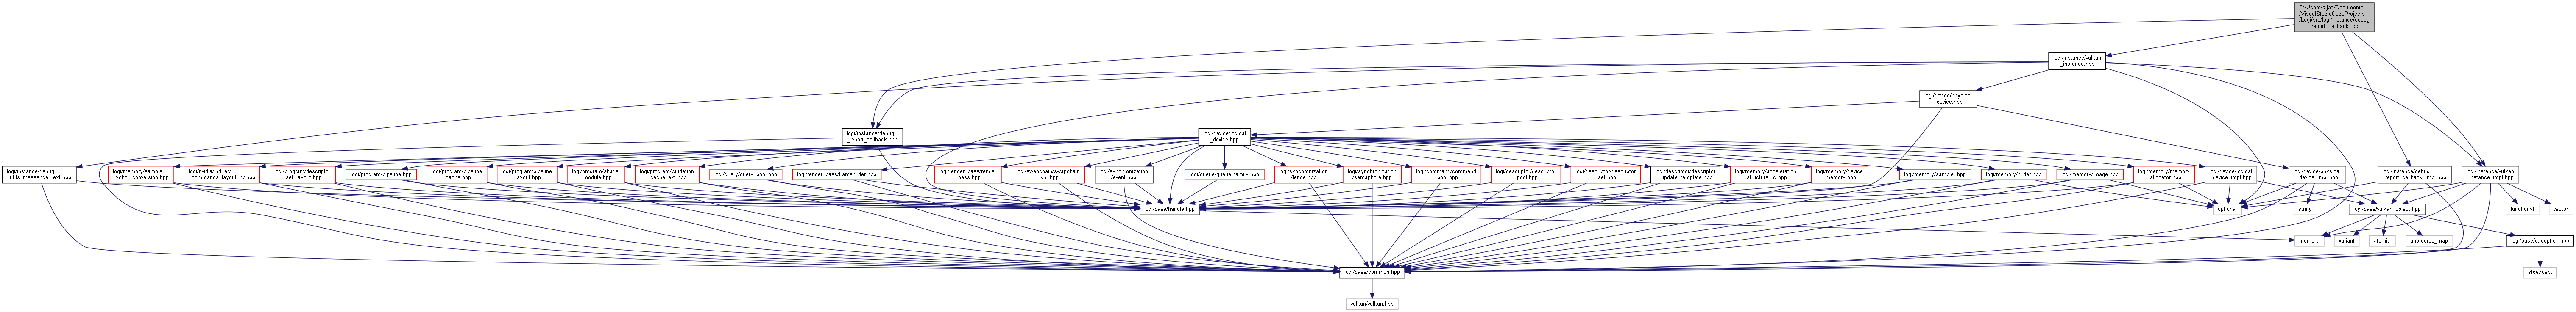 C:/Users/aljaz/Documents
/VisualStudioCodeProjects
/Logi/src/logi/instance/debug
_report_callback.cpp
logi/instance/vulkan
_instance.hpp
logi/device/physical
_device.hpp
logi/instance/debug
_report_callback.hpp
logi/device/logical
_device.hpp
logi/instance/debug
_utils_messenger_ext.hpp
logi/memory/sampler
_ycbcr_conversion.hpp
logi/nvidia/indirect
_commands_layout_nv.hpp
logi/program/descriptor
_set_layout.hpp
logi/program/pipeline.hpp
logi/program/pipeline
_cache.hpp
logi/program/pipeline
_layout.hpp
logi/program/shader
_module.hpp
logi/program/validation
_cache_ext.hpp
logi/query/query_pool.hpp
logi/render_pass/framebuffer.hpp
logi/render_pass/render
_pass.hpp
logi/swapchain/swapchain
_khr.hpp
logi/synchronization
/event.hpp
logi/queue/queue_family.hpp
logi/synchronization
/fence.hpp
logi/synchronization
/semaphore.hpp
logi/command/command
_pool.hpp
logi/descriptor/descriptor
_pool.hpp
logi/descriptor/descriptor
_set.hpp
logi/descriptor/descriptor
_update_template.hpp
logi/memory/acceleration
_structure_nv.hpp
logi/memory/device
_memory.hpp
logi/memory/sampler.hpp
logi/memory/buffer.hpp
logi/memory/image.hpp
logi/memory/memory
_allocator.hpp
logi/device/logical
_device_impl.hpp
logi/device/physical
_device_impl.hpp
logi/instance/debug
_report_callback_impl.hpp
logi/instance/vulkan
_instance_impl.hpp
logi/base/handle.hpp
optional
string
logi/base/vulkan_object.hpp
functional
vector
memory
variant
atomic
unordered_map
logi/base/exception.hpp
logi/base/common.hpp
stdexcept
vulkan/vulkan.hpp